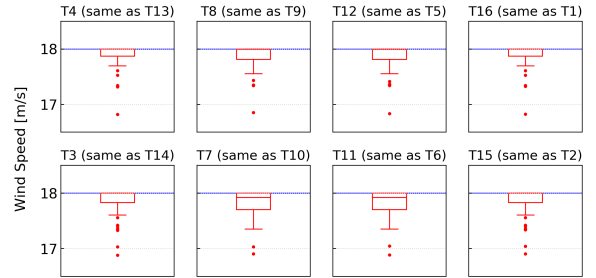 T4 (same as T13) T8 (same as T9) T12 (same as T5) T16 (same as T1)
18
17
T3 (same as T14) T7 (same as T10) T11 (same as T6) T15 (same as T2)
18
17
Wind Speed [m/s]